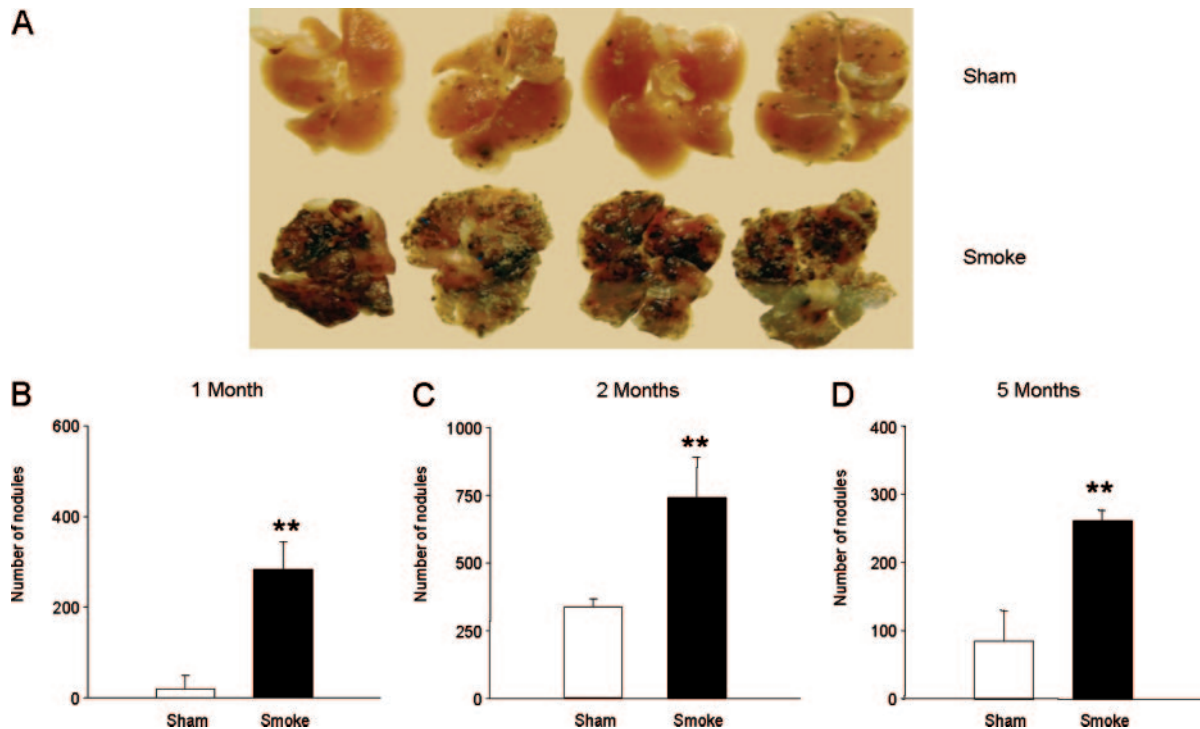 A
Sham
Smoke
B
1 Month
Number of nodules
600
400
200
0
**
Sham
Smoke
C
2 Months
Number of nodules
1000
750
500
250
0
**
Sham
Smoke
D
5 Months
Number of nodules
400
300
200
100
0
**
Sham
Smoke